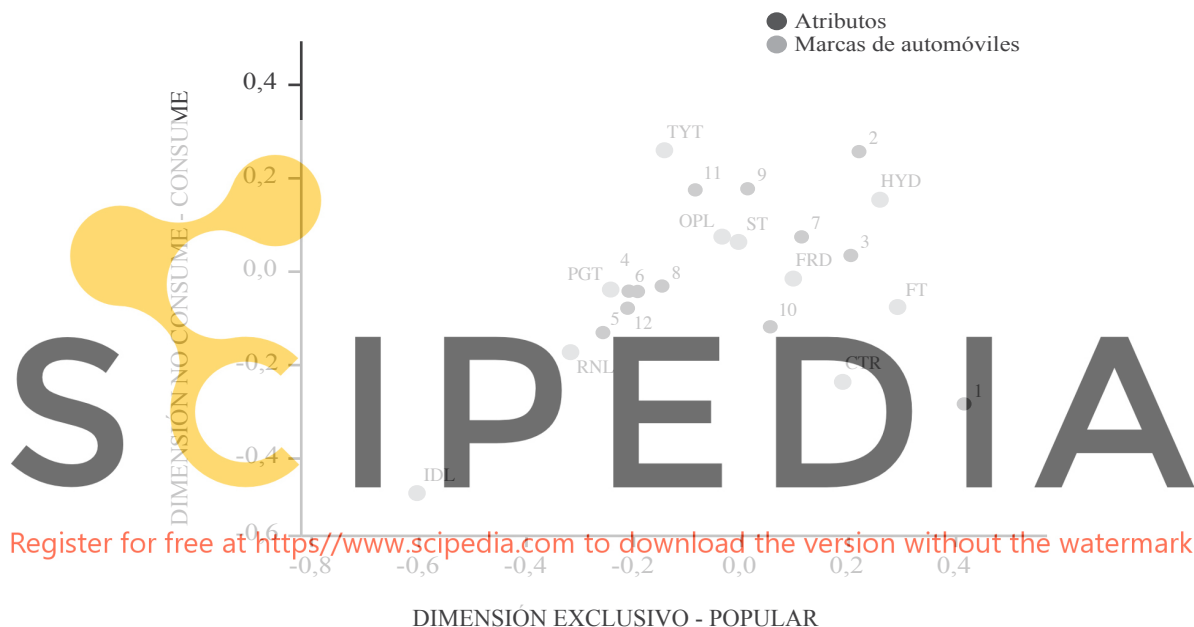 Atributos
Marcas de automóviles
DIMENSIÓN NO CONSUME - CONSUME
0,4
0,2
0,0
-0,2
-0,4
-0,6
TYT
2
11
9
HYD
OPL
ST
7
3
4
PGT
6
8
FRD
FT
5
12
10
RNL
CTR
1
IDL
SCIPEDIA
Register for free at https//www.scipedia.com to download the version without the watermark
-0,8
-0,6
-0,4
-0,2
0,0
0,2
0,4
DIMENSIÓN EXCLUSIVO - POPULAR